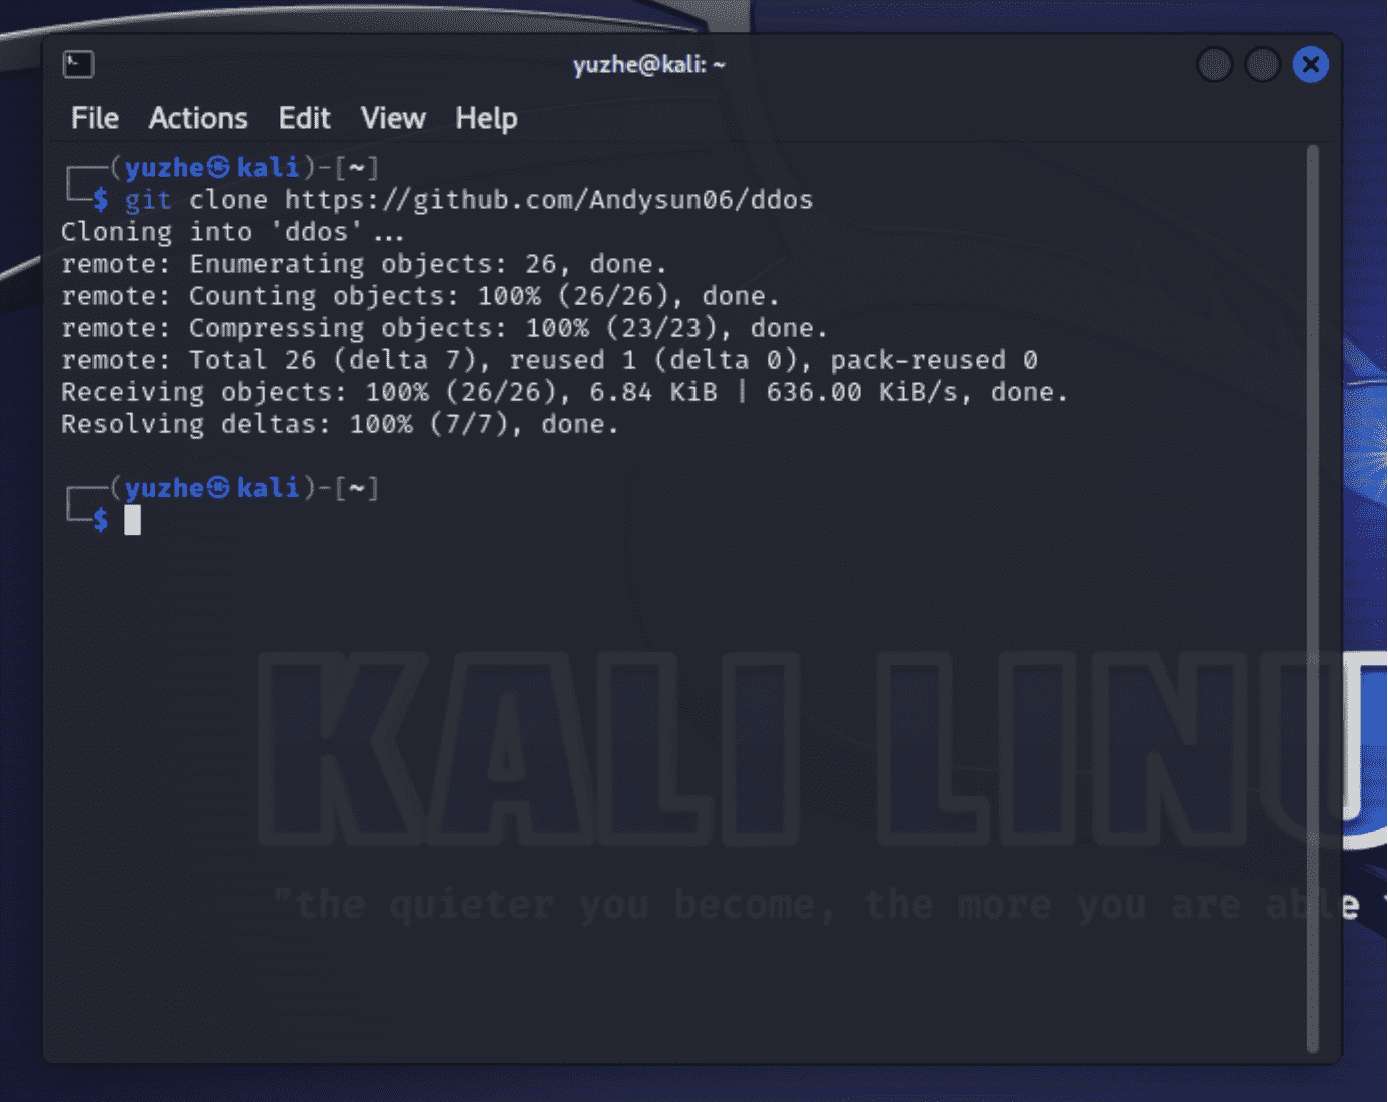 yuzhe@kali: ~
File Actions Edit View Help
┌──(yuzhe㉿kali)-[~]
└─$ git clone https://github.com/Andysun06/ddos
Cloning into 'ddos'...
remote: Enumerating objects: 26, done.
remote: Counting objects: 100% (26/26), done.
remote: Compressing objects: 100% (23/23), done.
remote: Total 26 (delta 7), reused 1 (delta 0), pack-reused 0
Receiving objects: 100% (26/26), 6.84 KiB | 636.00 KiB/s, done.
Resolving deltas: 100% (7/7), done.
┌──(yuzhe㉿kali)-[~]
└─$
KALI LINU
"the quieter you become, the more you are able